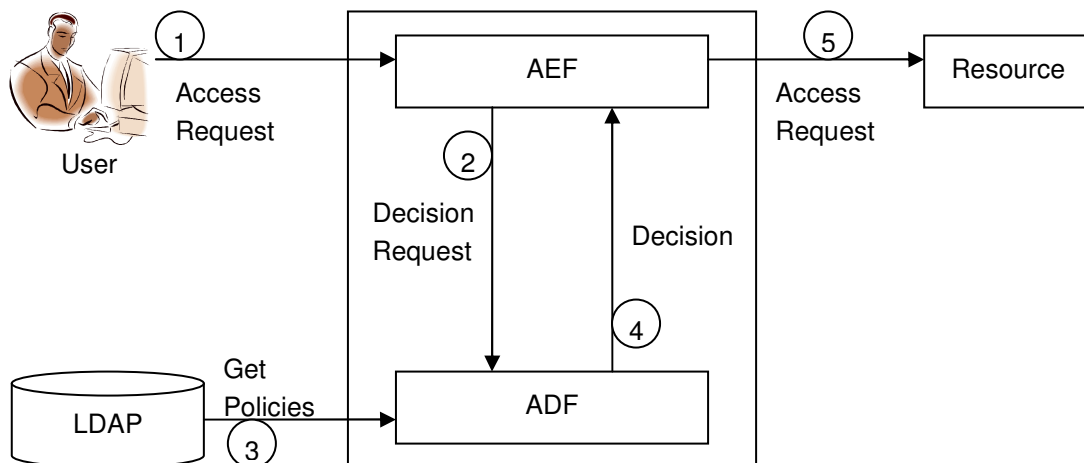 1
Access
Request
User
AEF
5
Access
Request
Resource
2
Decision
Request
Decision
4
Get
Policies
3
LDAP
ADF